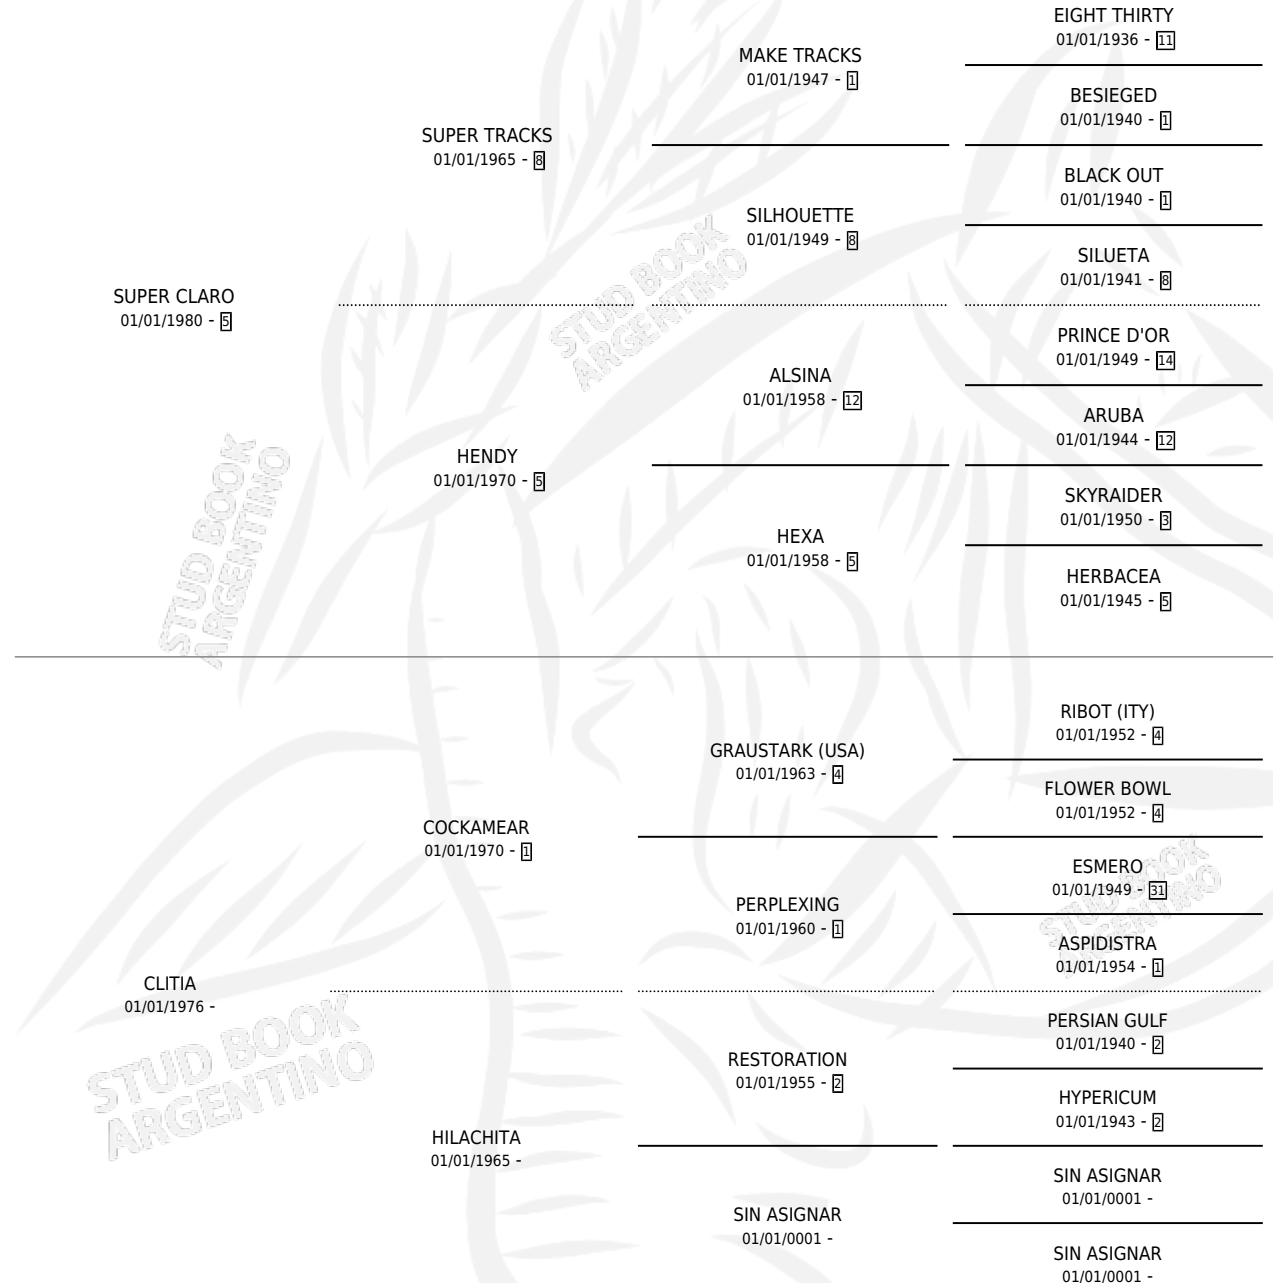 EIGHT THIRTY
01/01/1936 - 11
MAKE TRACKS
01/01/1947 - 1
BESIEGED
01/01/1940 - 1
SUPER TRACKS
01/01/1965 - 8
BLACK OUT
01/01/1940 - 1
SILHOUETTE
01/01/1949 - 8
SILUETA
01/01/1941 - 8
SUPER CLARO
01/01/1980 - 5
STUD BOOK
ARGENTINO
PRINCE D'OR
01/01/1949 - 14
ALSINA
01/01/1958 - 12
ARUBA
01/01/1944 - 12
HENDY
01/01/1970 - 5
SKYRAIDER
01/01/1950 - 3
HEXA
01/01/1958 - 5
HERBACEA
01/01/1945 - 5
STUD BOOK
ARGENTINO
RIBOT (ITY)
01/01/1952 - 4
GRAUSTARK (USA)
01/01/1963 - 4
FLOWER BOWL
01/01/1952 - 4
COCKAMEAR
01/01/1970 - 1
ESMERO
01/01/1949 - 31
PERPLEXING
01/01/1960 - 1
STUD BOOK
ARGENTINO
ASPIDISTRA
01/01/1954 - 1
CLITIA
01/01/1976 -
PERSIAN GULF
01/01/1940 - 2
RESTORATION
01/01/1955 - 2
STUD BOOK
ARGENTINO
HYPERICUM
01/01/1943 - 2
HILACHITA
01/01/1965 -
SIN ASIGNAR
01/01/0001 -
SIN ASIGNAR
01/01/0001 -
SIN ASIGNAR
01/01/0001 -